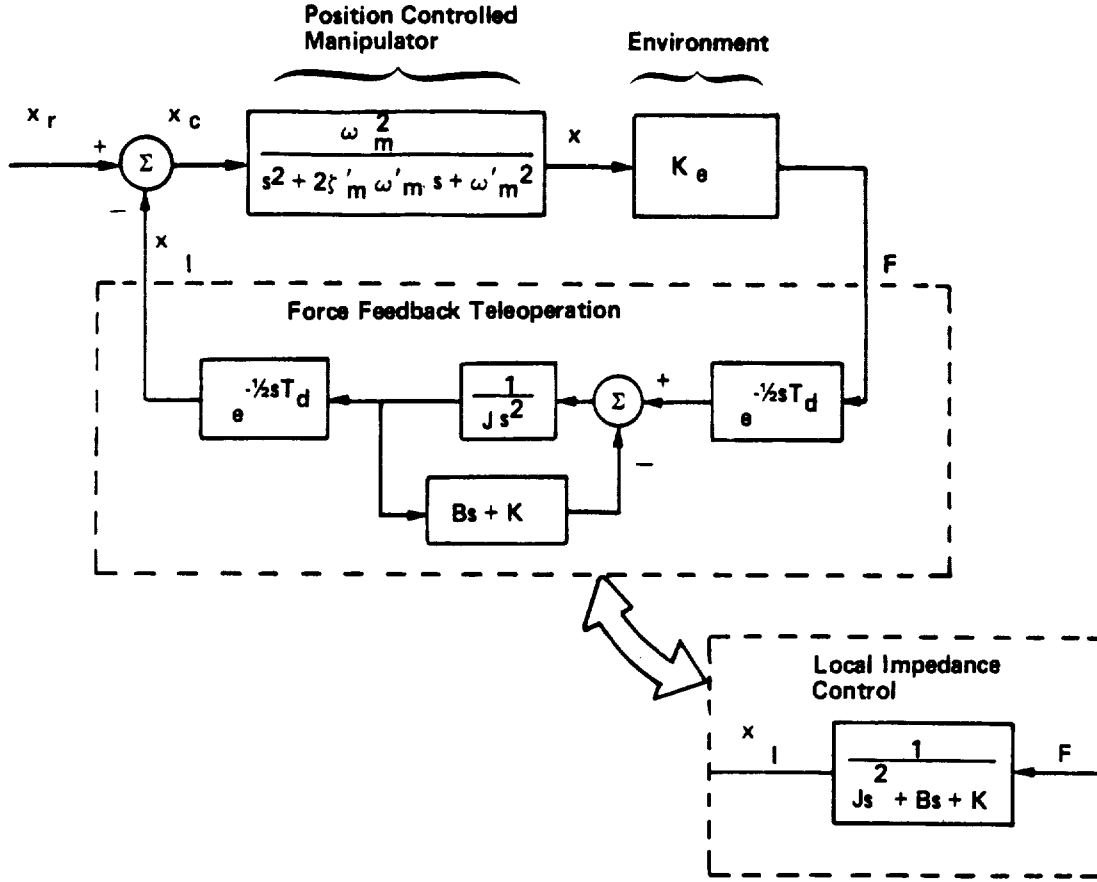 Position Controlled
Manipulator
Environment
x r
+
Σ
−
x c
ω m 2
s2 + 2ζ'm ω'm s + ω'm2
x
K e
x I
F
Force Feedback Teleoperation
e -½sTd
1
Js2
Σ
+
−
e -½sTd
Bs + K
Local Impedance
Control
x I
1
Js2 + Bs + K
F